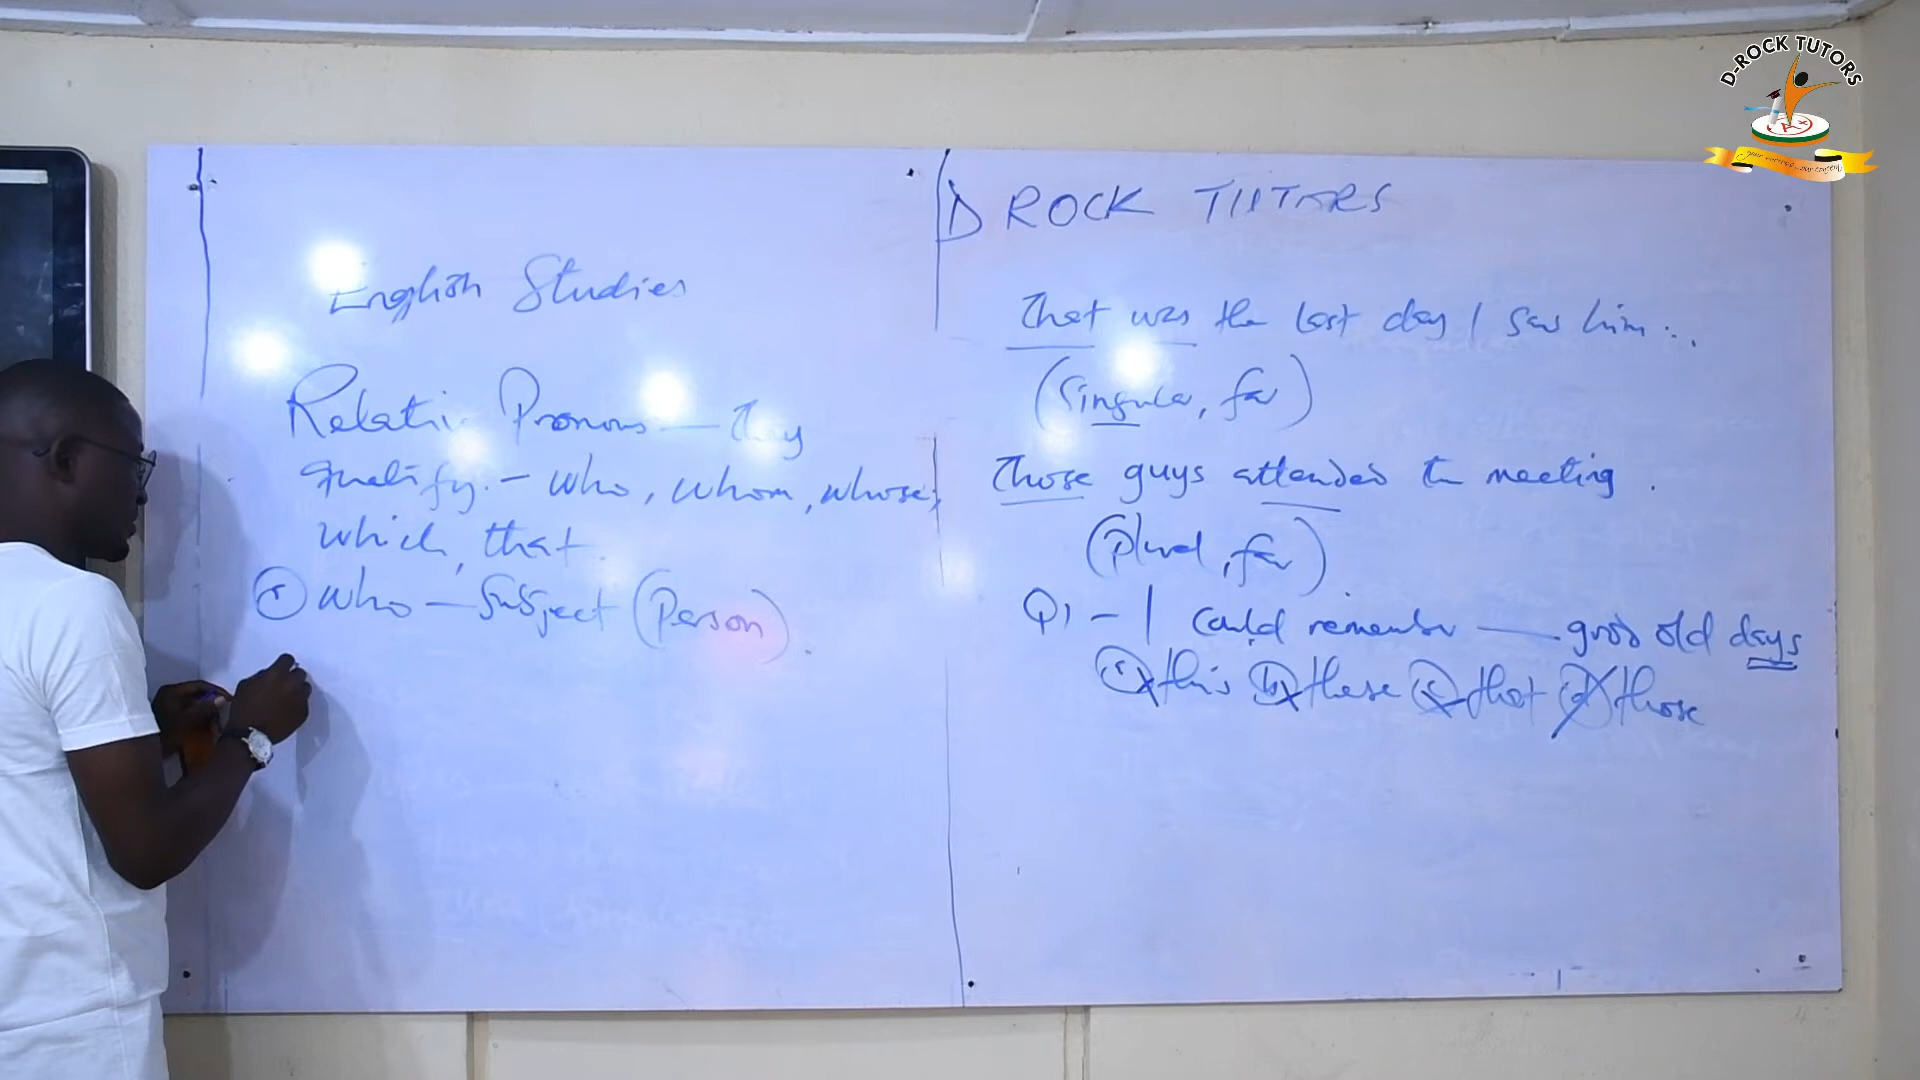 English Studies
Relativ Pronouns — They
qualify. - who, whom, whose,
which, that.
(i) who — Subject (Person).
D ROCK TUTORS
That was the last day I saw him...
(Singular, far)
Those guys attended the meeting.
(Plural, far)
Q1 - I could remember — good old days
(a) this (b) these (c) that (d) those
D-ROCK TUTORS
A+